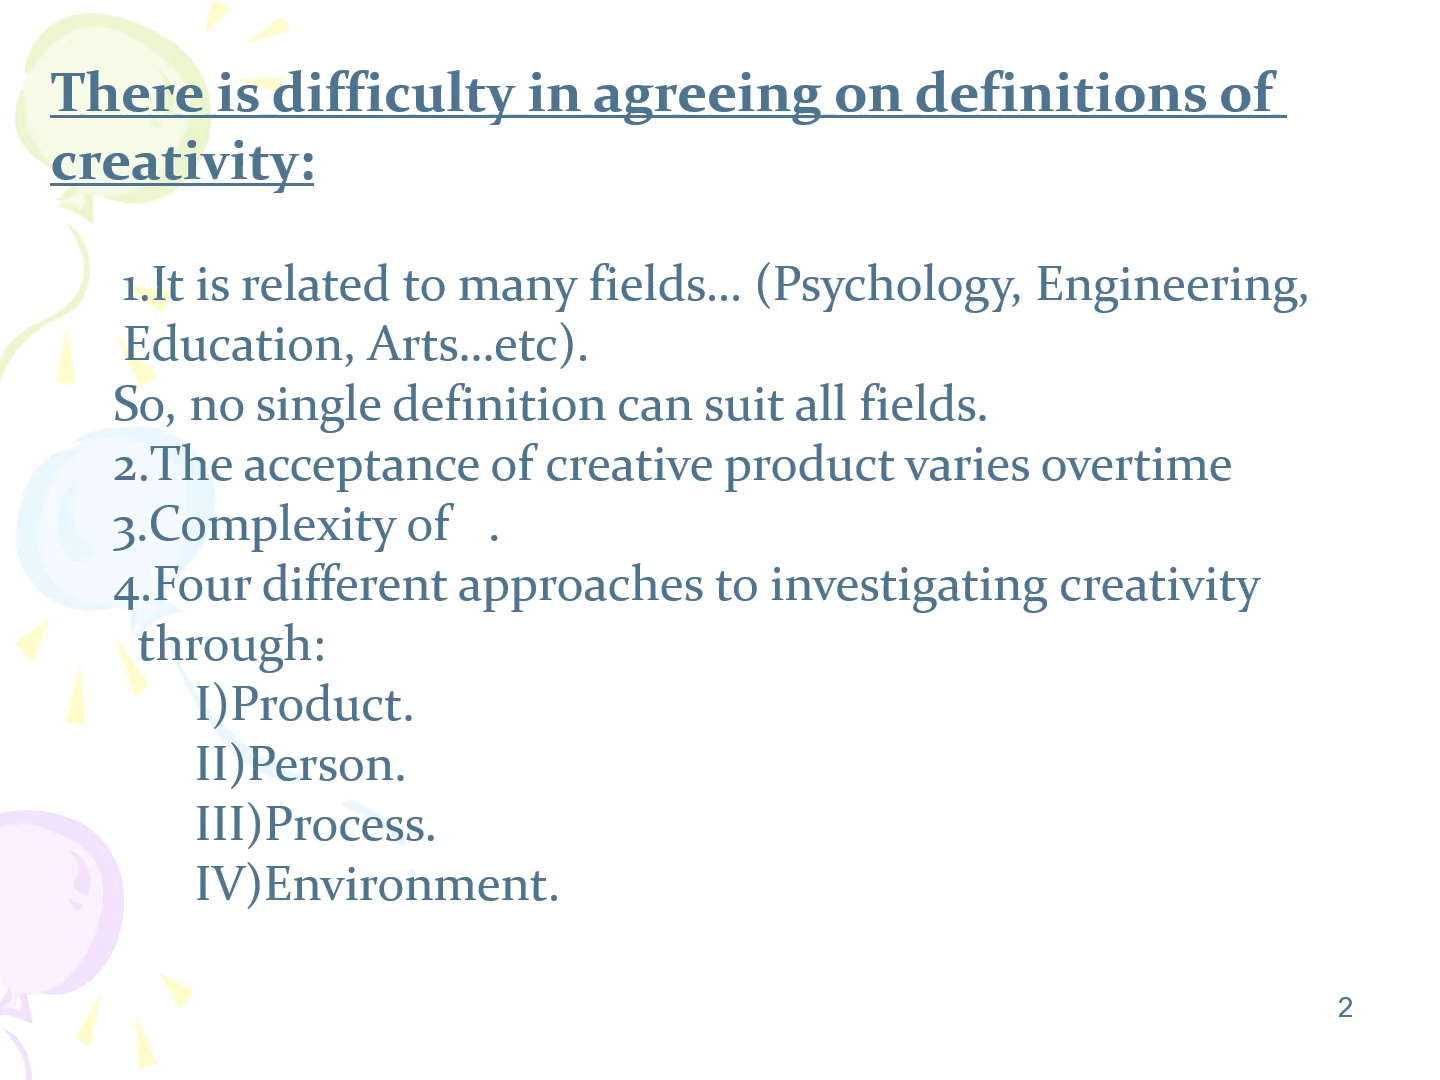 There is difficulty in agreeing on definitions of
creativity:
1.It is related to many fields... (Psychology, Engineering,
Education, Arts...etc).
So, no single definition can suit all fields.
2.The acceptance of creative product varies overtime
3.Complexity of .
4.Four different approaches to investigating creativity
through:
I)Product.
II)Person.
III)Process.
IV)Environment.
2